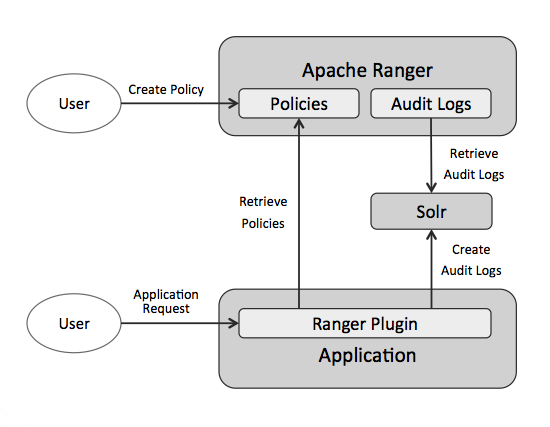 Apache Ranger
User
Create Policy
Policies
Audit Logs
Retrieve
Audit Logs
Retrieve
Policies
Solr
Create
Audit Logs
User
Application
Request
Ranger Plugin
Application